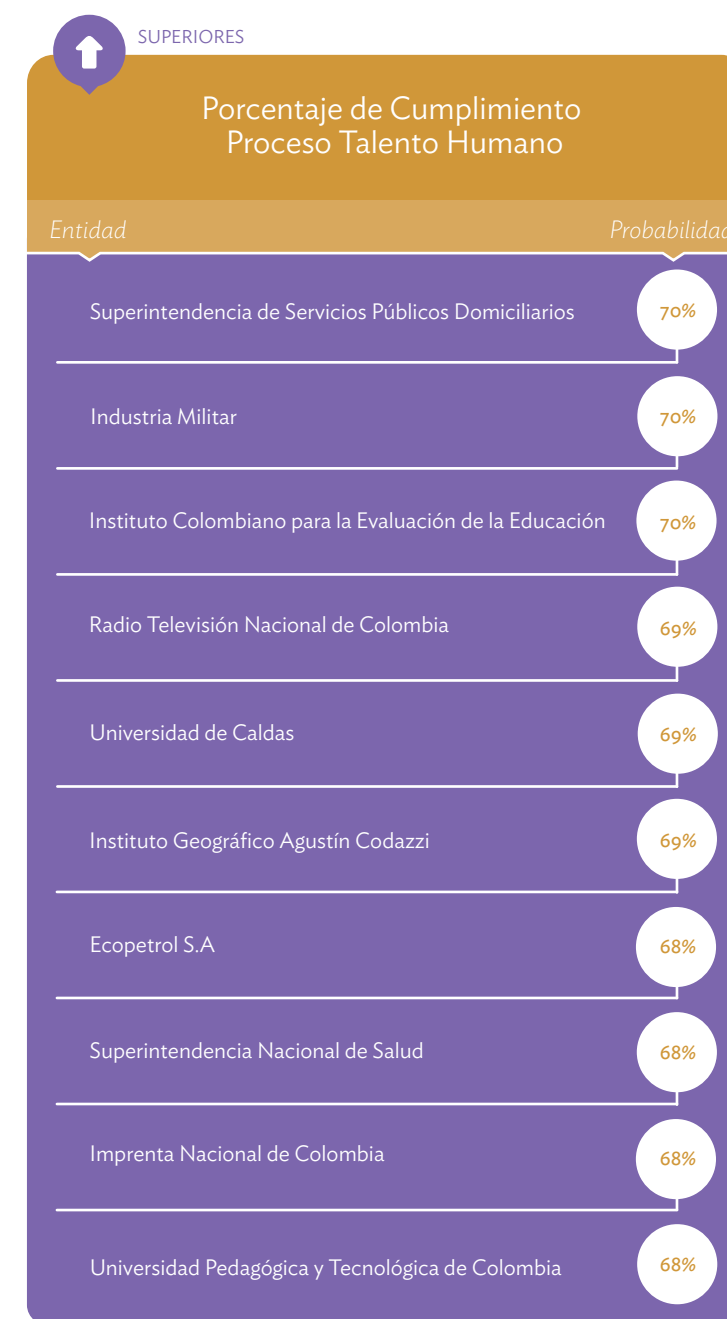 SUPERIORES
Porcentaje de Cumplimiento
Proceso Talento Humano
Entidad Probabilidad
Superintendencia de Servicios Públicos Domiciliarios 70%
Industria Militar 70%
Instituto Colombiano para la Evaluación de la Educación 70%
Radio Televisión Nacional de Colombia 69%
Universidad de Caldas 69%
Instituto Geográfico Agustín Codazzi 69%
Ecopetrol S.A 68%
Superintendencia Nacional de Salud 68%
Imprenta Nacional de Colombia 68%
Universidad Pedagógica y Tecnológica de Colombia 68%